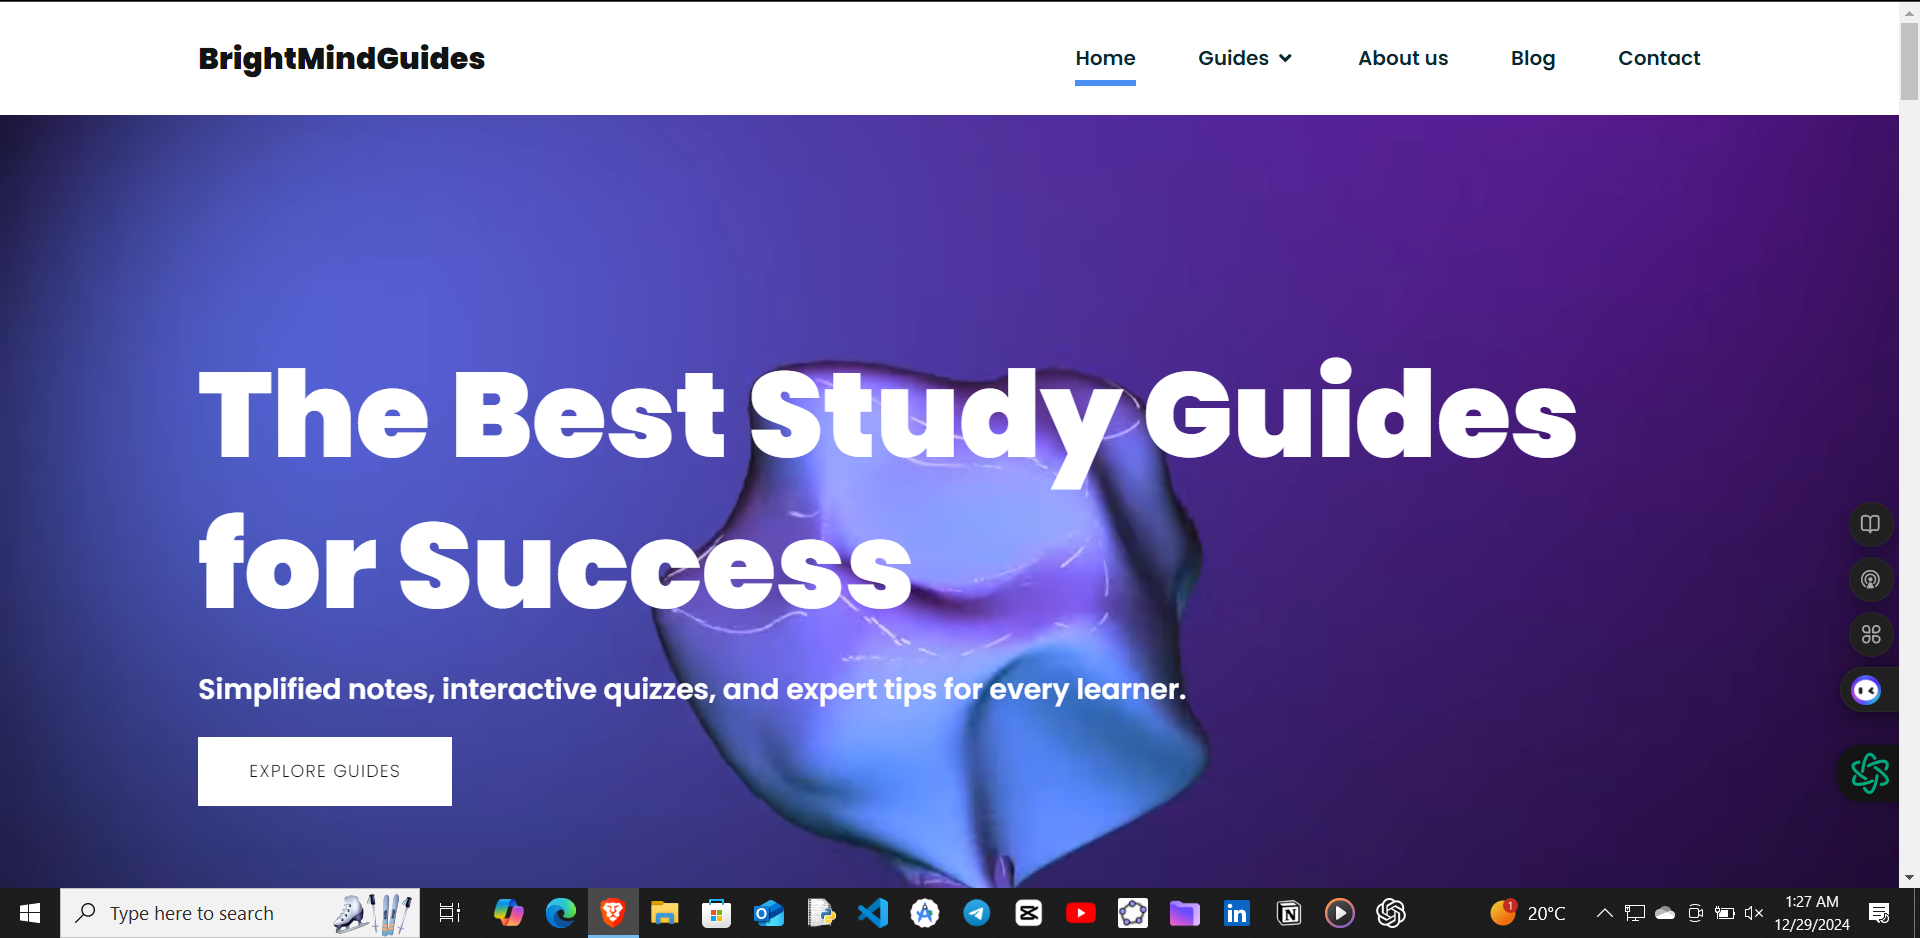 BrightMindGuides
Home Guides About us Blog Contact
The Best Study Guides
for Success
Simplified notes, interactive quizzes, and expert tips for every learner.
EXPLORE GUIDES
Type here to search
1
20°C
1:27 AM
12/29/2024